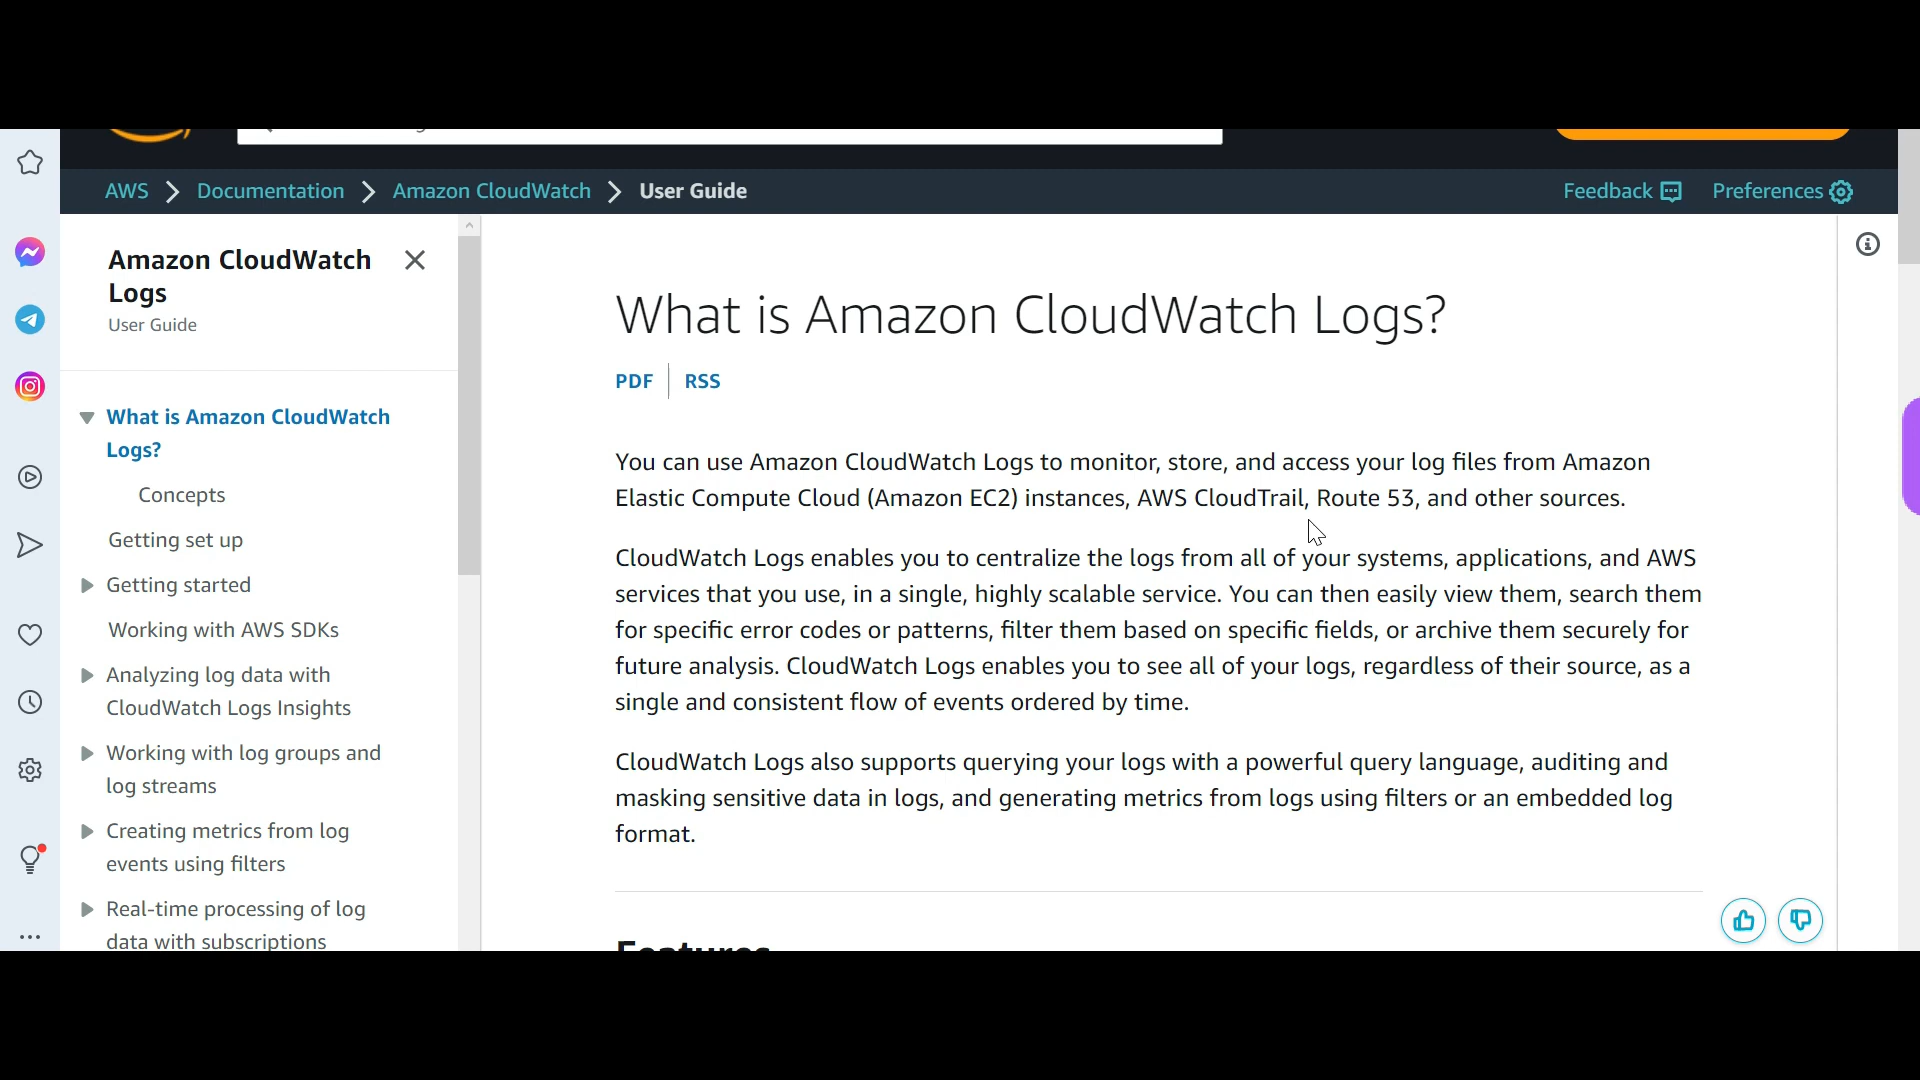 AWS > Documentation > Amazon CloudWatch > User Guide
Feedback
Preferences
Amazon CloudWatch
Logs
User Guide
What is Amazon CloudWatch
Logs?
Concepts
Getting set up
Getting started
Working with AWS SDKs
Analyzing log data with
CloudWatch Logs Insights
Working with log groups and
log streams
Creating metrics from log
events using filters
Real-time processing of log
data with subscriptions
What is Amazon CloudWatch Logs?
PDF | RSS
You can use Amazon CloudWatch Logs to monitor, store, and access your log files from Amazon
Elastic Compute Cloud (Amazon EC2) instances, AWS CloudTrail, Route 53, and other sources.
CloudWatch Logs enables you to centralize the logs from all of your systems, applications, and AWS
services that you use, in a single, highly scalable service. You can then easily view them, search them
for specific error codes or patterns, filter them based on specific fields, or archive them securely for
future analysis. CloudWatch Logs enables you to see all of your logs, regardless of their source, as a
single and consistent flow of events ordered by time.
CloudWatch Logs also supports querying your logs with a powerful query language, auditing and
masking sensitive data in logs, and generating metrics from logs using filters or an embedded log
format.
Features